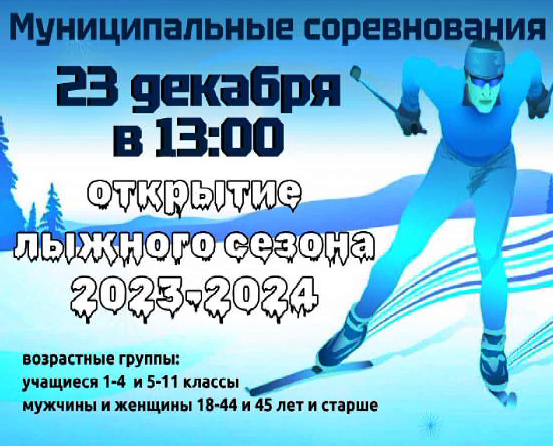 Муниципальные соревнования
23 декабря
в 13:00
открытие
лыжного сезона
2023-2024
возрастные группы:
учащиеся 1-4 и 5-11 классы
мужчины и женщины 18-44 и 45 лет и старше